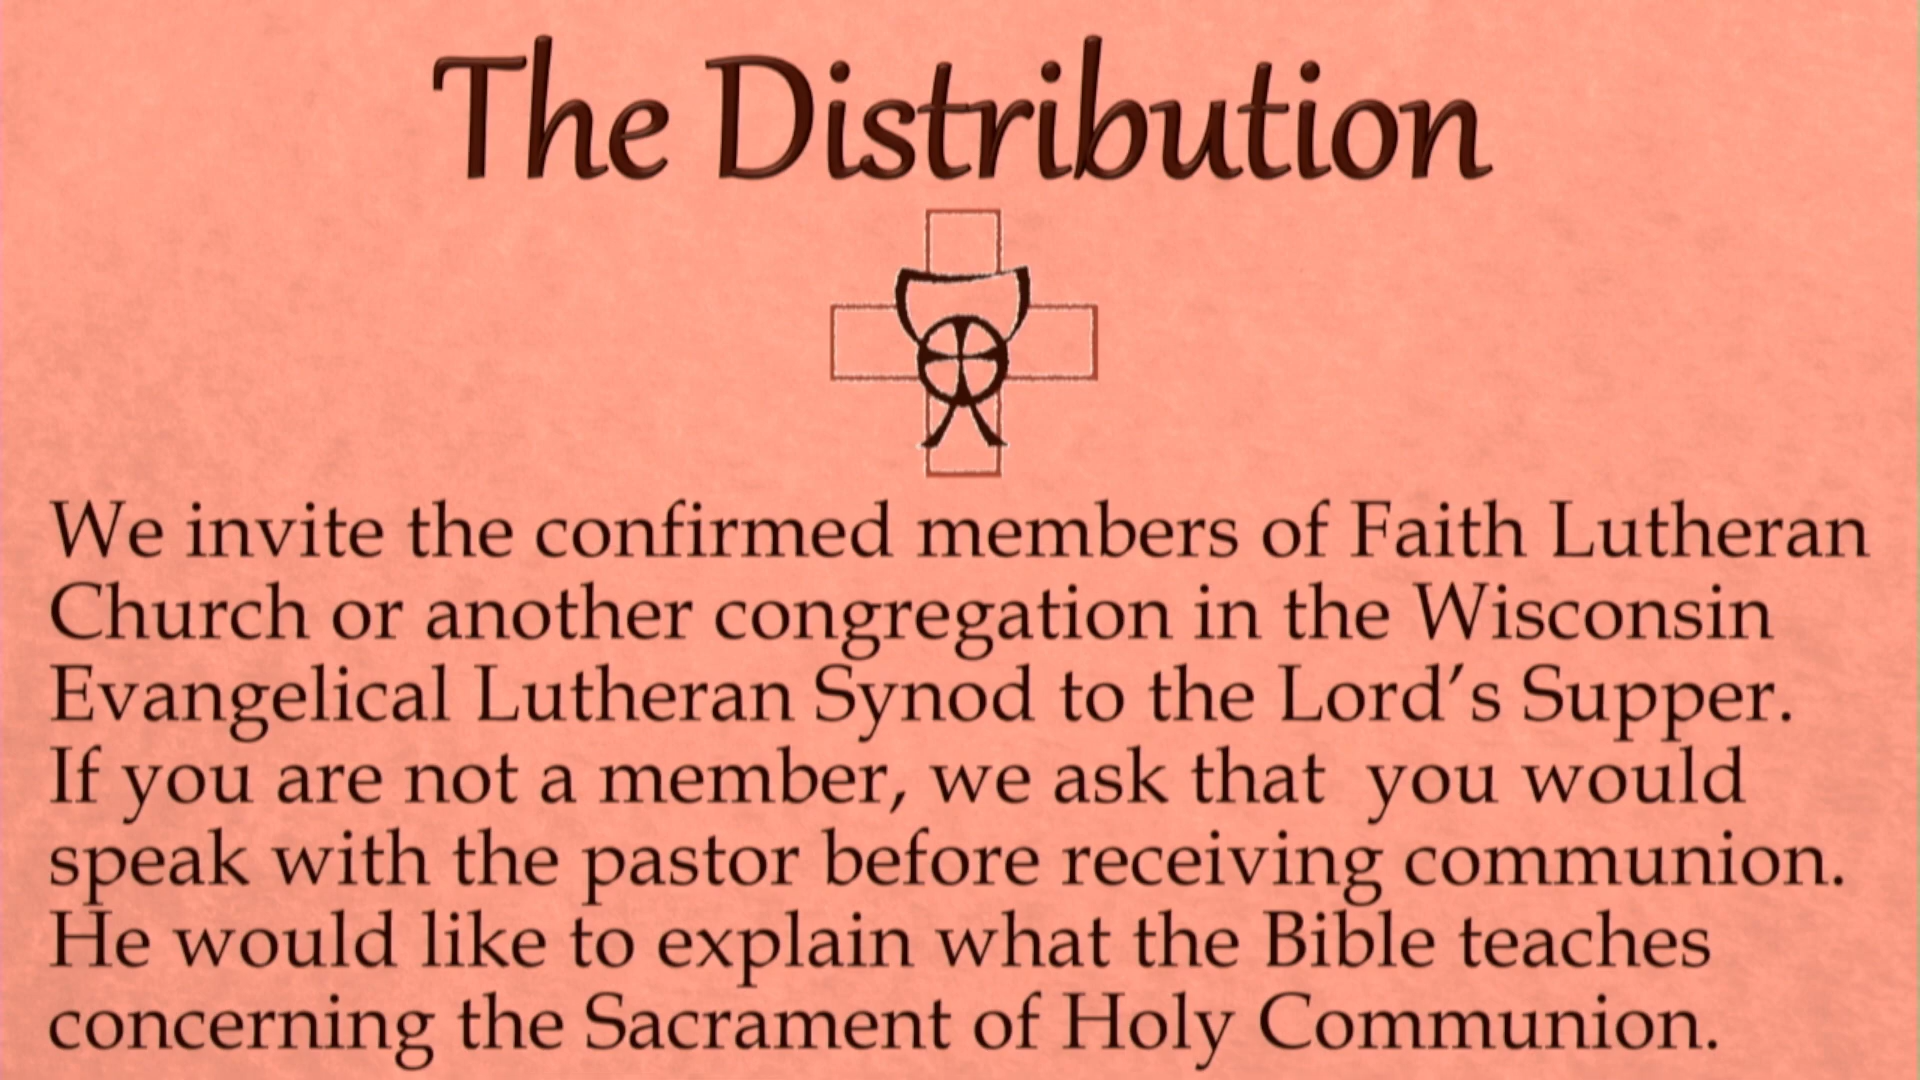 The Distribution
We invite the confirmed members of Faith Lutheran
Church or another congregation in the Wisconsin
Evangelical Lutheran Synod to the Lord’s Supper.
If you are not a member, we ask that  you would
speak with the pastor before receiving communion.
He would like to explain what the Bible teaches
concerning the Sacrament of Holy Communion.